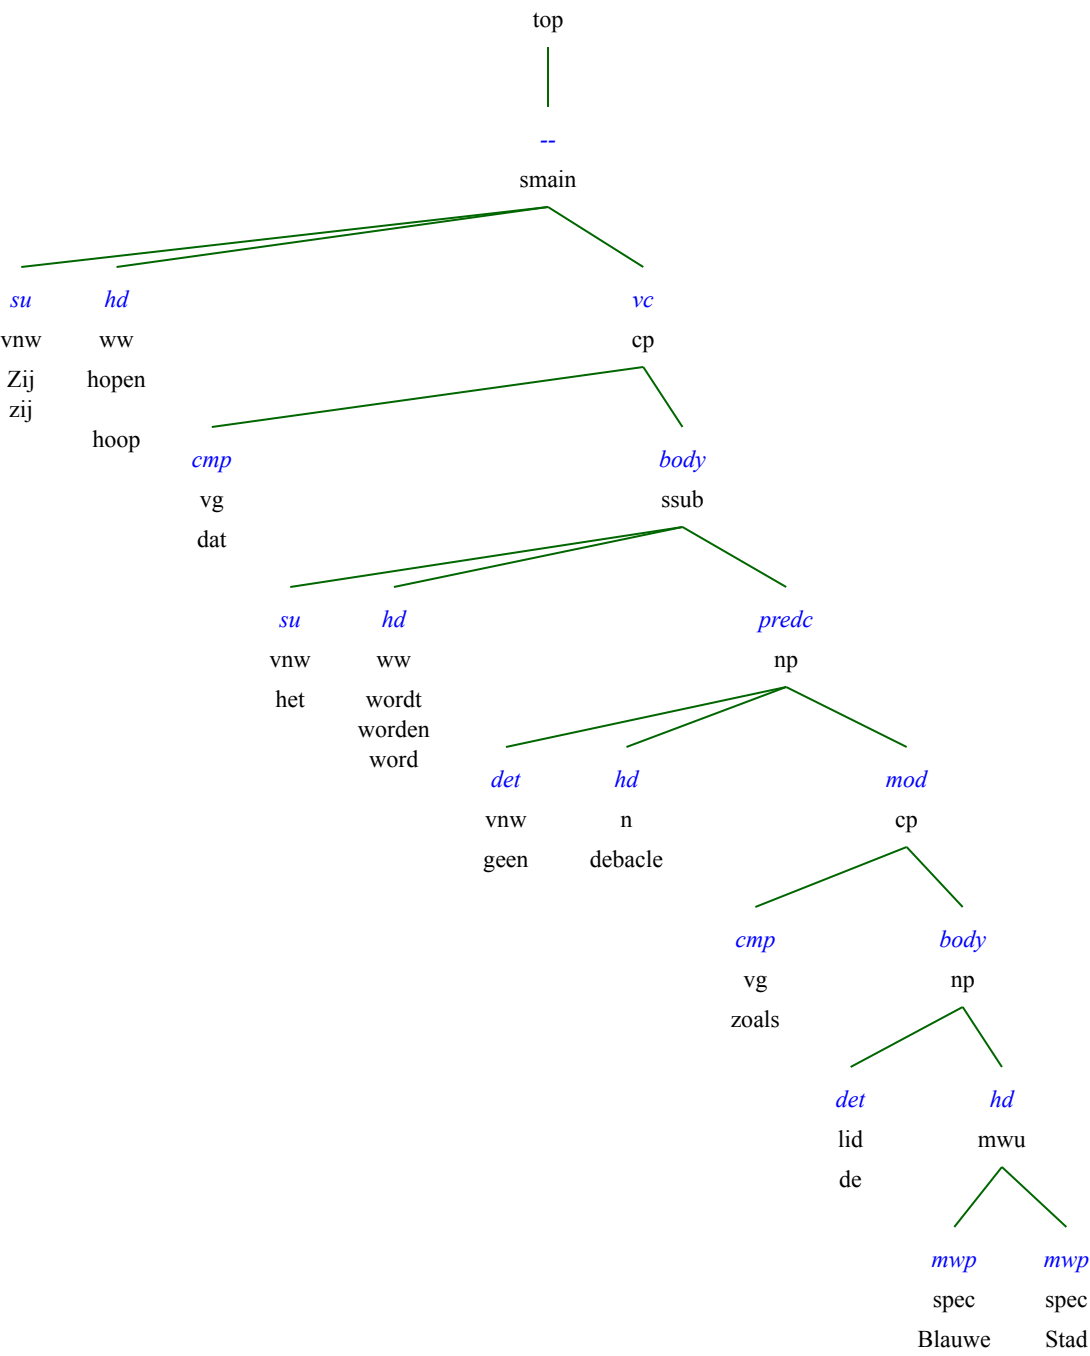 top
--
smain
su hd vc
vnw ww cp
Zij hopen
zij
hoop
cmp body
vg ssub
dat
su hd predc
vnw ww np
het wordt
worden
word
det hd mod
vnw n cp
geen debacle
cmp body
vg np
zoals
det hd
lid mwu
de
mwp mwp
spec spec
Blauwe Stad